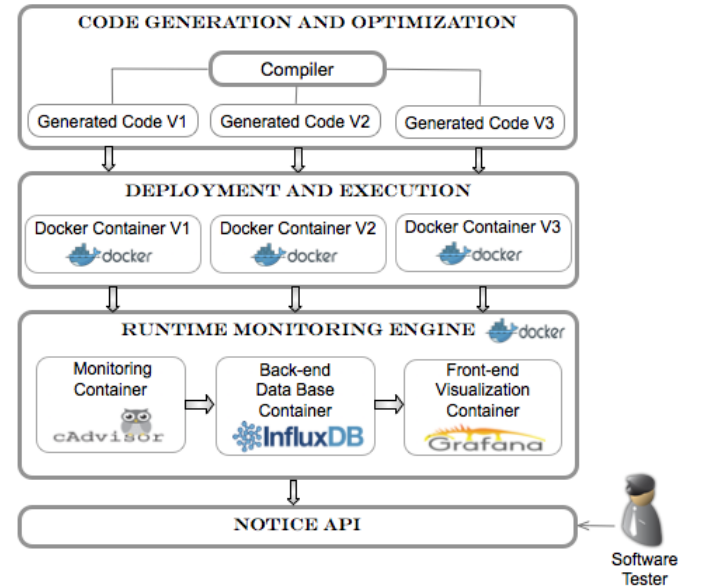 CODE GENERATION AND OPTIMIZATION
Compiler
Generated Code V1
Generated Code V2
Generated Code V3
DEPLOYMENT AND EXECUTION
Docker Container V1
docker
Docker Container V2
docker
Docker Container V3
docker
RUNTIME MONITORING ENGINE
docker
Monitoring
Container
cAdvisor
Back-end
Data Base
Container
InfluxDB
Front-end
Visualization
Container
Grafana
NOTICE API
Software
Tester